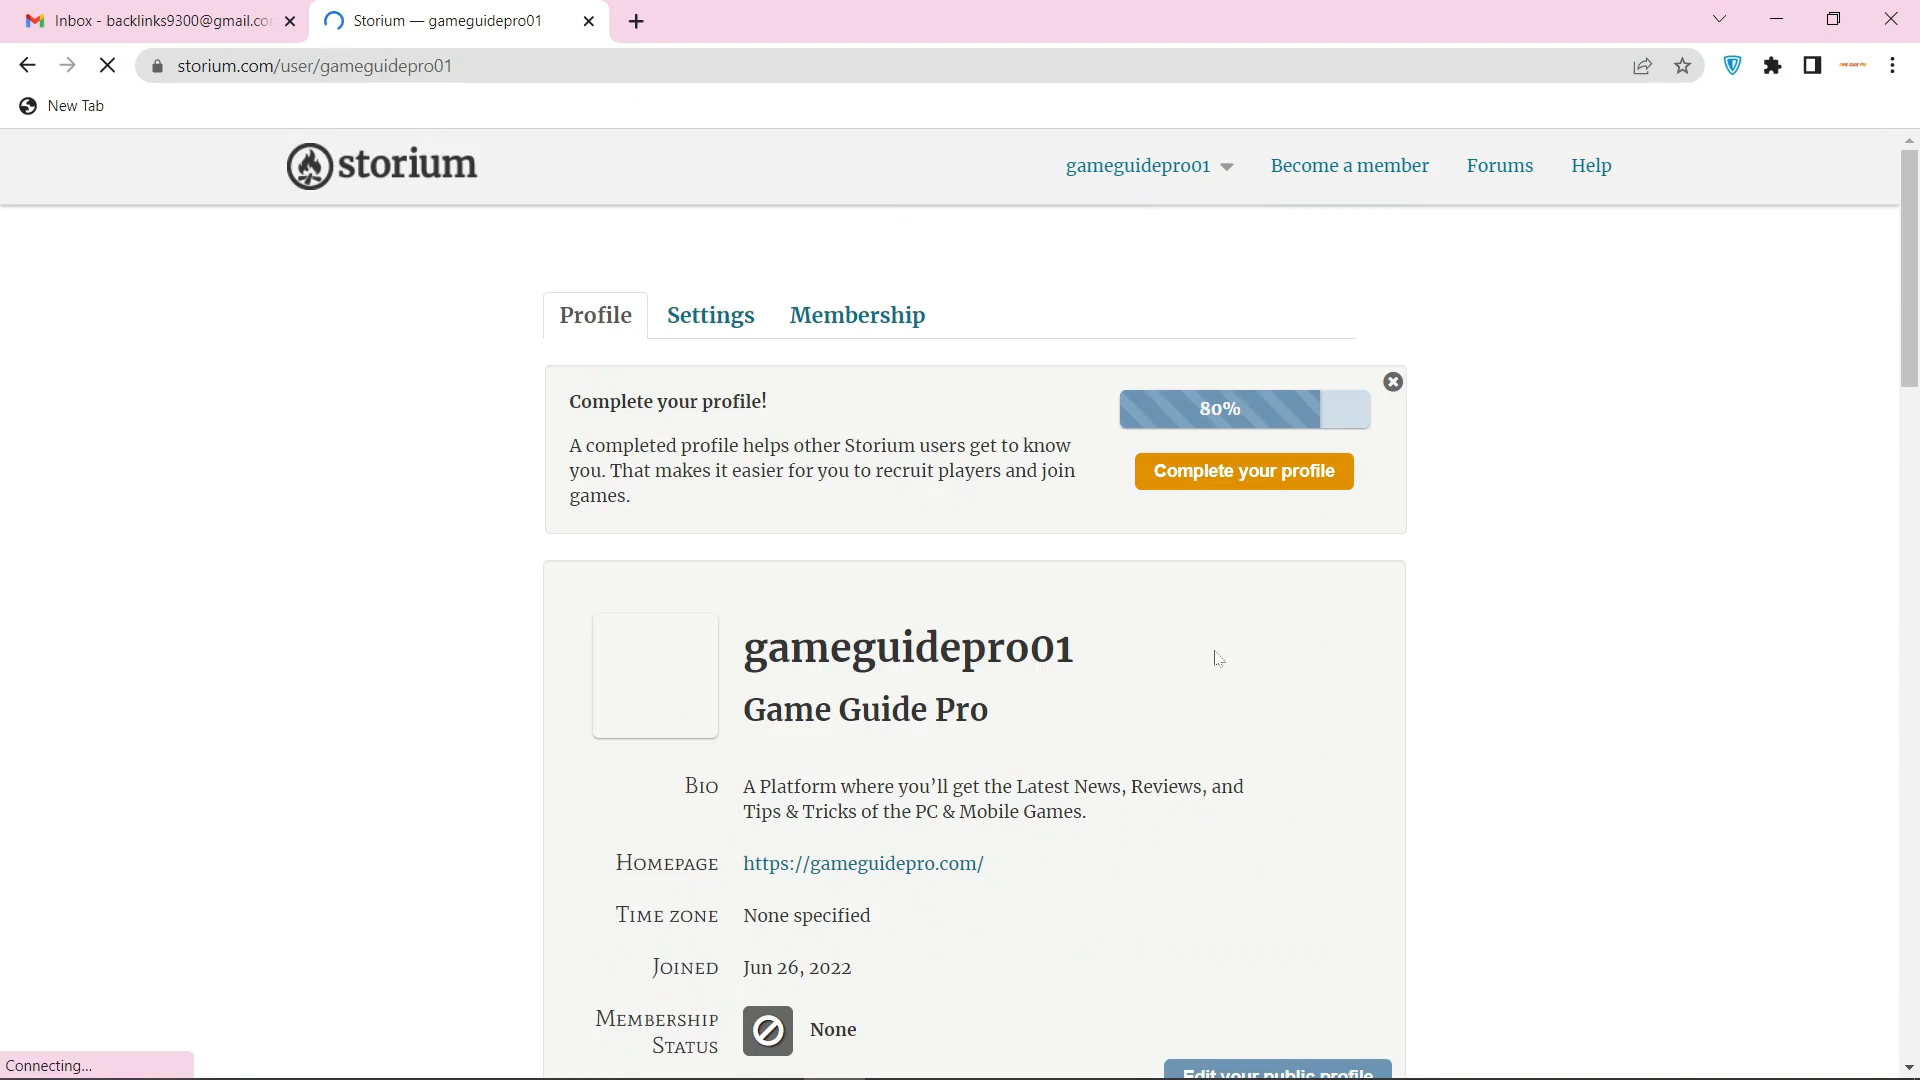 Inbox - backlinks9300@gmail.co
Storium — gameguidepro01
storium.com/user/gameguidepro01
New Tab
storium
gameguidepro01
Become a member
Forums
Help
Profile
Settings
Membership
Complete your profile!
80%
A completed profile helps other Storium users get to know
you. That makes it easier for you to recruit players and join
games.
Complete your profile
gameguidepro01
Game Guide Pro
Bio
A Platform where you’ll get the Latest News, Reviews, and
Tips & Tricks of the PC & Mobile Games.
Homepage
https://gameguidepro.com/
Time zone
None specified
Joined
Jun 26, 2022
Membership
Status
None
Edit your public profile
Connecting...